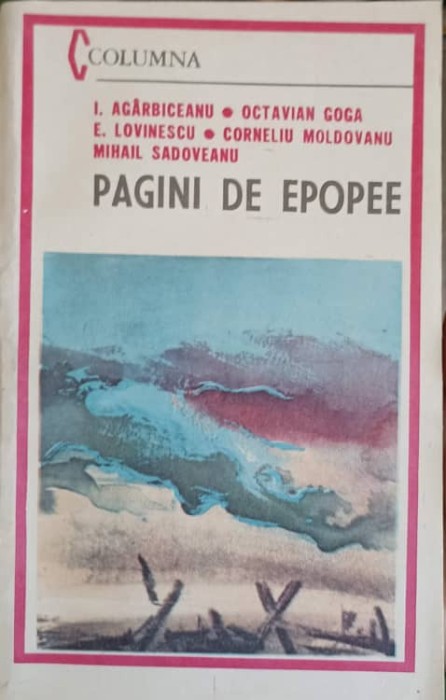 COLUMNA
I. AGÂRBICEANU ● OCTAVIAN GOGA
E. LOVINESCU ● CORNELIU MOLDOVANU
MIHAIL SADOVEANU
PAGINI DE EPOPEE